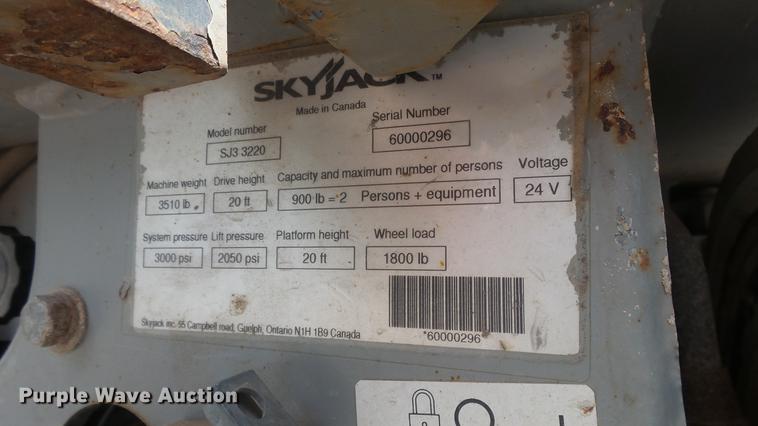 SKYJACK™
Made in Canada
Model number Serial Number
SJ3 3220 60000296
Machine weight Drive height Capacity and maximum number of persons Voltage
3510 lb. 20 ft 900 lb = 2 Persons + equipment 24 V
System pressure Lift pressure Platform height Wheel load
3000 psi 2050 psi 20 ft 1800 lb
Skyjack inc. 55 Campbell road, Guelph, Ontario N1H 1B9 Canada
*60000296*
Purple Wave Auction